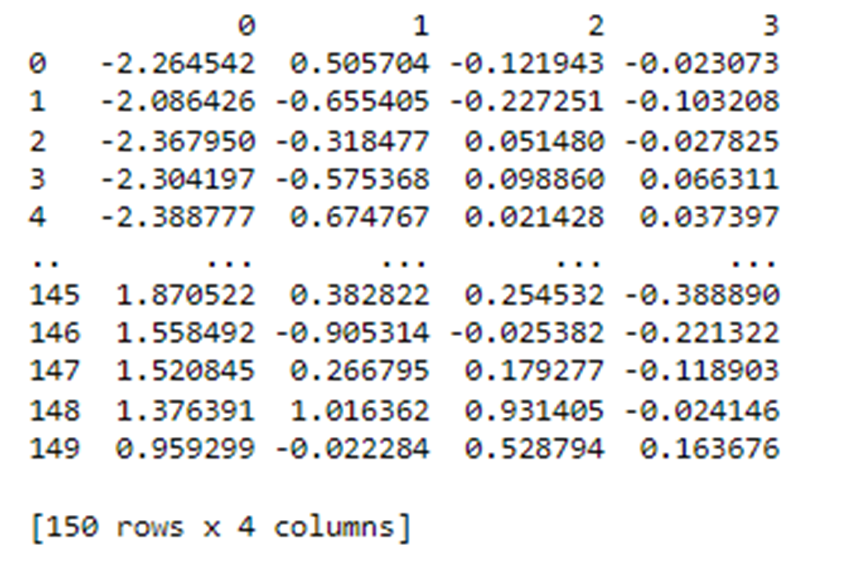 0 1 2 3
0 -2.264542 0.505704 -0.121943 -0.023073
1 -2.086426 -0.655405 -0.227251 -0.103208
2 -2.367950 -0.318477 0.051480 -0.027825
3 -2.304197 -0.575368 0.098860 0.066311
4 -2.388777 0.674767 0.021428 0.037397
.. ... ... ... ...
145 1.870522 0.382822 0.254532 -0.388890
146 1.558492 -0.905314 -0.025382 -0.221322
147 1.520845 0.266795 0.179277 -0.118903
148 1.376391 1.016362 0.931405 -0.024146
149 0.959299 -0.022284 0.528794 0.163676
[150 rows x 4 columns]